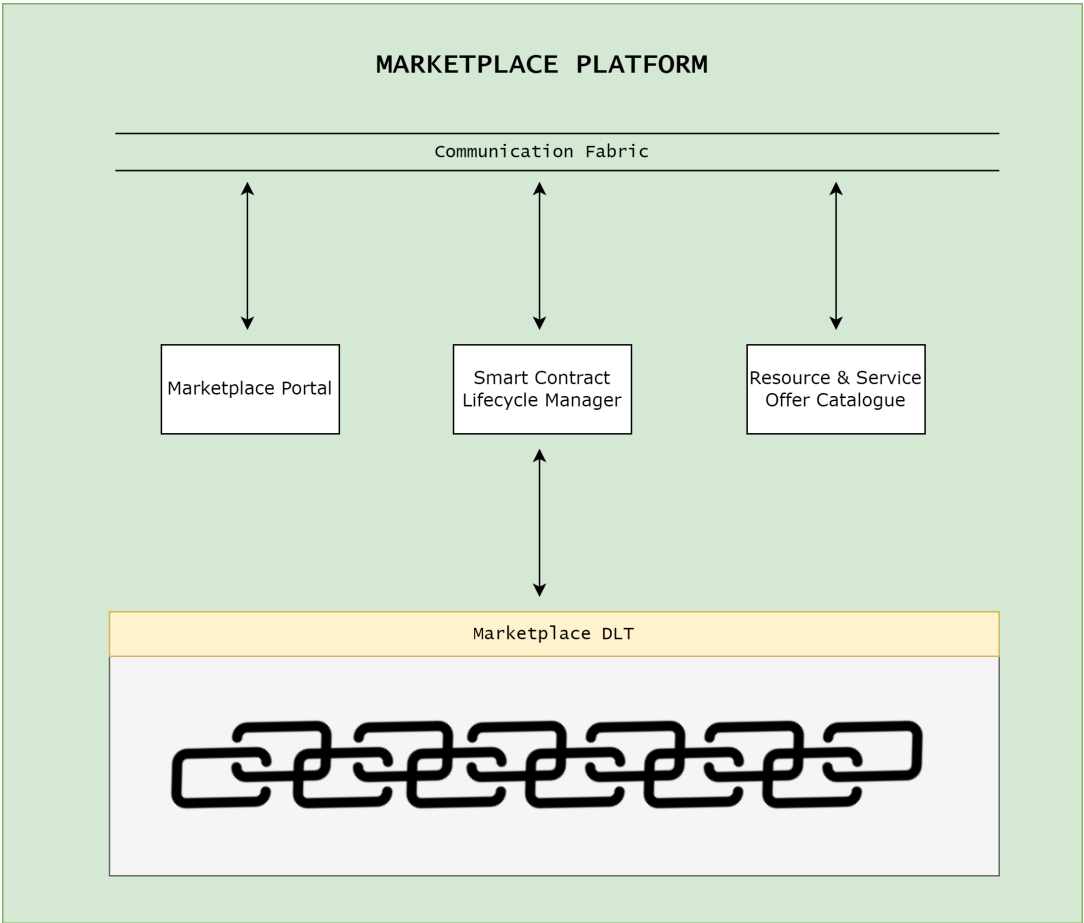 MARKETPLACE PLATFORM
Communication Fabric
Marketplace Portal
Smart Contract
Lifecycle Manager
Resource & Service
Offer Catalogue
Marketplace DLT